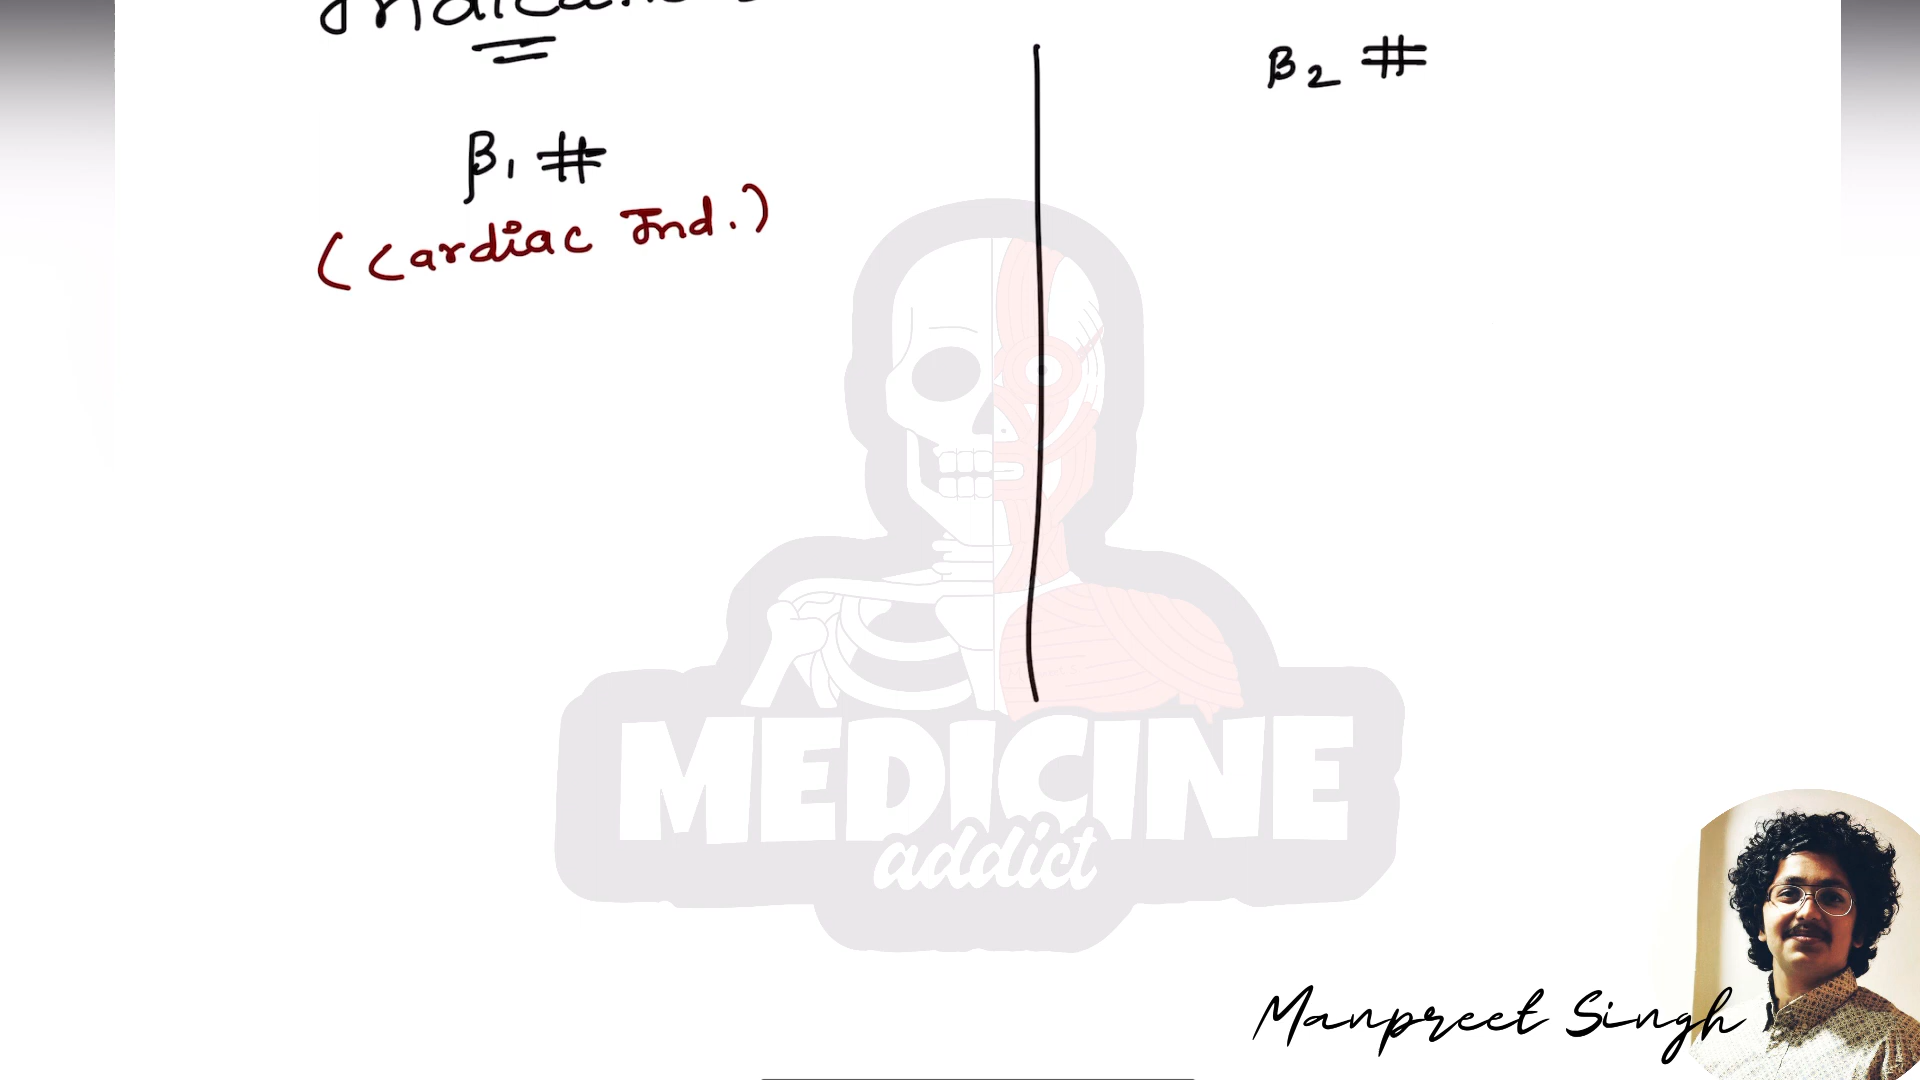 β₁ #
(Cardiac Ind.)
β₂ #
MEDICINE
addict
Manpreet Singh